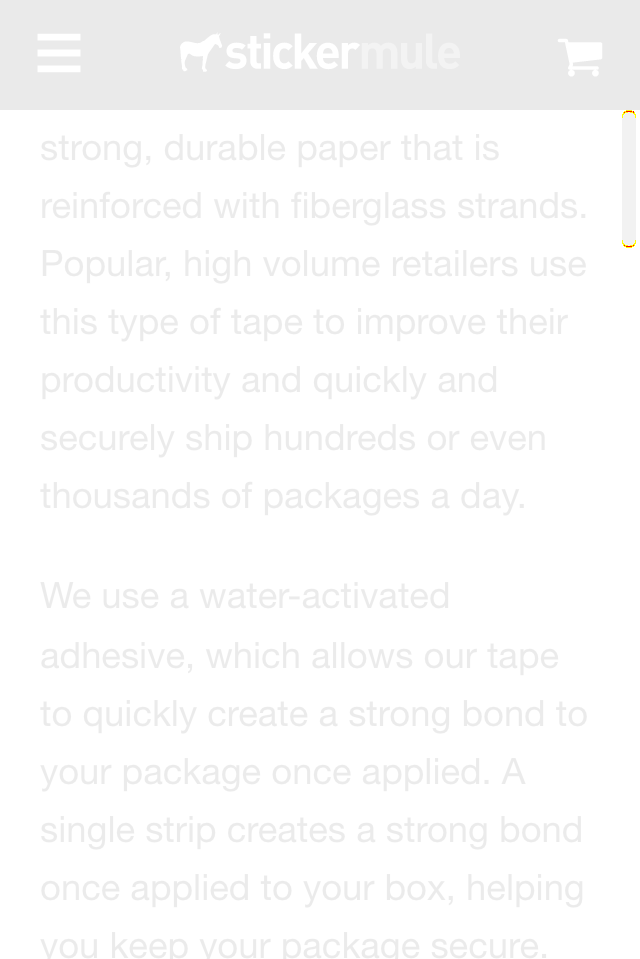 stickermule
strong, durable paper that is
reinforced with fiberglass strands.
Popular, high volume retailers use
this type of tape to improve their
productivity and quickly and
securely ship hundreds or even
thousands of packages a day.
We use a water-activated
adhesive, which allows our tape
to quickly create a strong bond to
your package once applied. A
single strip creates a strong bond
once applied to your box, helping
you keep your package secure.